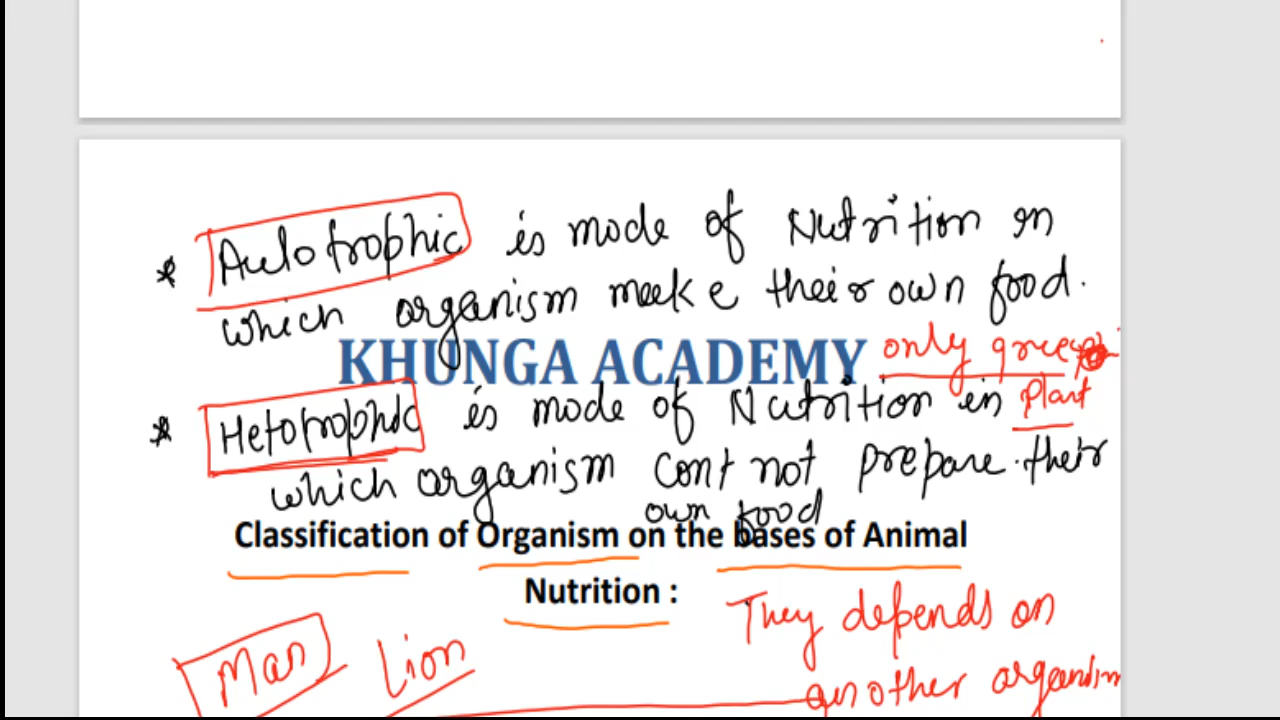 * Autotrophic is mode of Nutrition in
which organism make their own food.
KHUNGA ACADEMY only green
Plant
* Hetotrophic is mode of Nutrition in
which organism cont not prepare their
own food
Classification of Organism on the bases of Animal
Nutrition :
They depends on
another organism
Man Lion